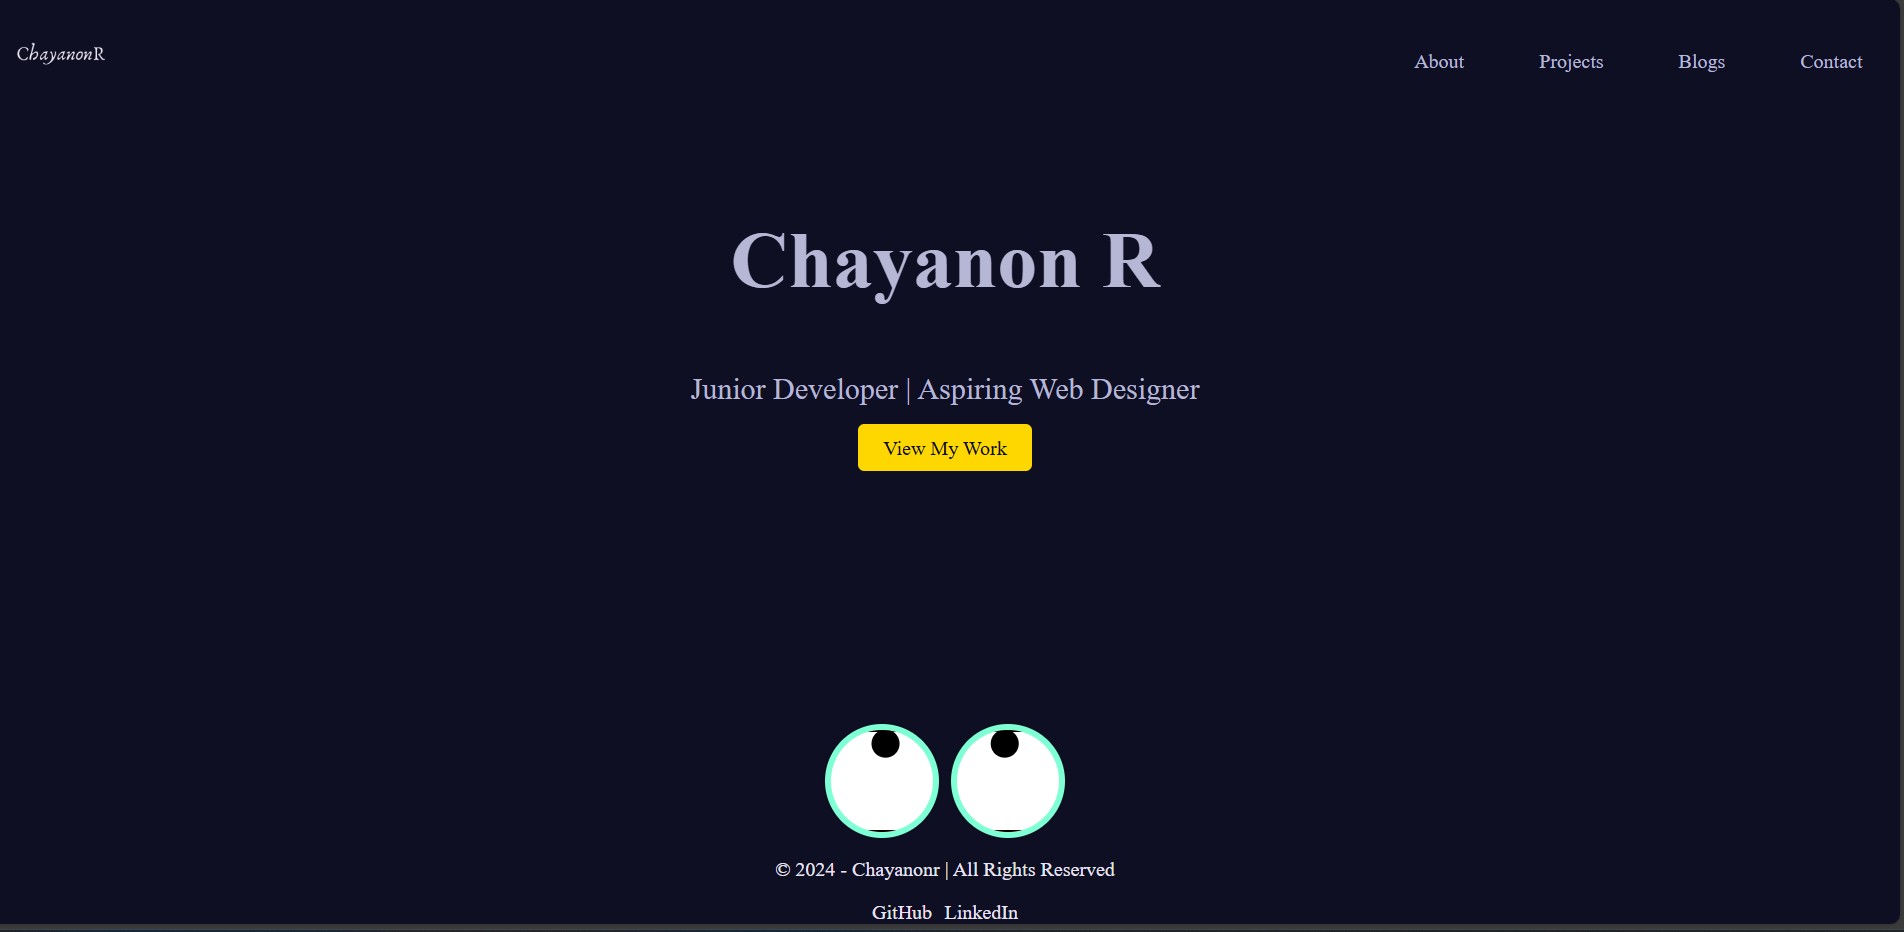 ChayanonR
About Projects Blogs Contact
Chayanon R
Junior Developer | Aspiring Web Designer
View My Work
© 2024 - Chayanonr | All Rights Reserved
GitHub LinkedIn